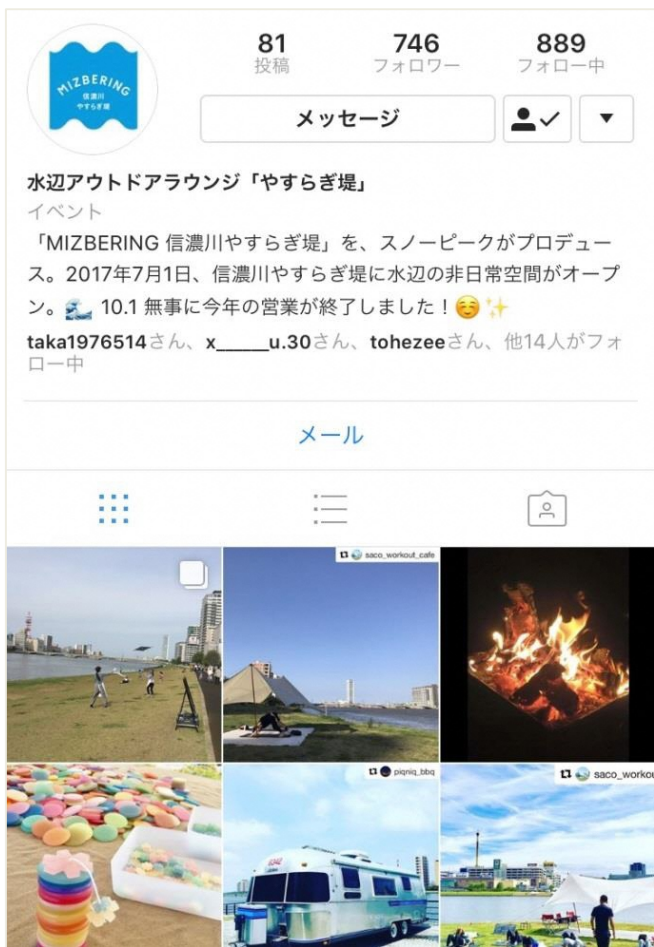 81
746
889
投稿
フォロワー
フォロー中
MIZBERING
信濃川
やすらぎ堤
メッセージ
水辺アウトドアラウンジ「やすらぎ堤」
イベント
「MIZBERING 信濃川やすらぎ堤」を、スノーピークがプロデュー
ス。2017年7月1日、信濃川やすらぎ堤に水辺の非日常空間がオープ
ン。🌊 10.1 無事に今年の営業が終了しました！☺️✨
taka1976514さん、x______u.30さん、tohezeeさん、他14人がフォ
ロー中
メール
saco_workout_cafe
piqniq_bbq
saco_workou